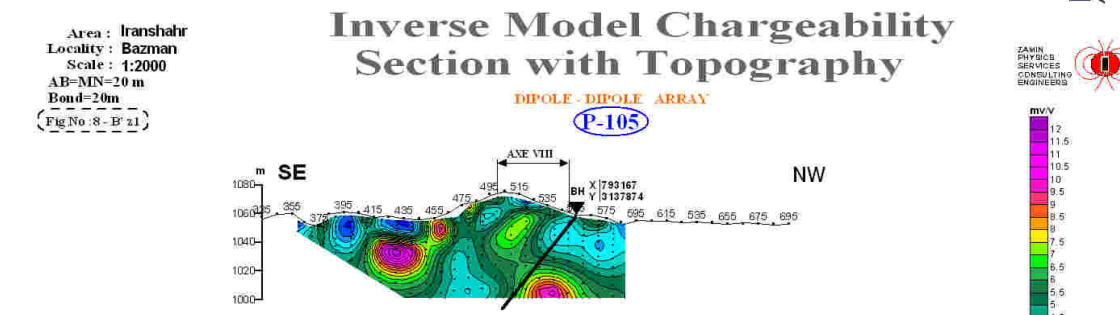 Area : Iranshahr
Locality : Bazman
Scale : 1:2000
AB=MN=20 m
Bond=20m
Fig No :8 - B' z1
Inverse Model Chargeability
Section with Topography
DIPOLE - DIPOLE ARRAY
P-105
ZAMIN
PHYSICS
SERVICES
CONSULTING
ENGINEERS
AXE VIII
m SE
NW
BH
X 793167
Y 3137874
1080
1060
1040
1020
1000
355 375 395 415 435 455 475 495 515 535 575 595 615 635 655 675 695
mv/v
12
11.5
11
10.5
10
9.5
9
8.5
8
7.5
7
6.5
6
5.5
5